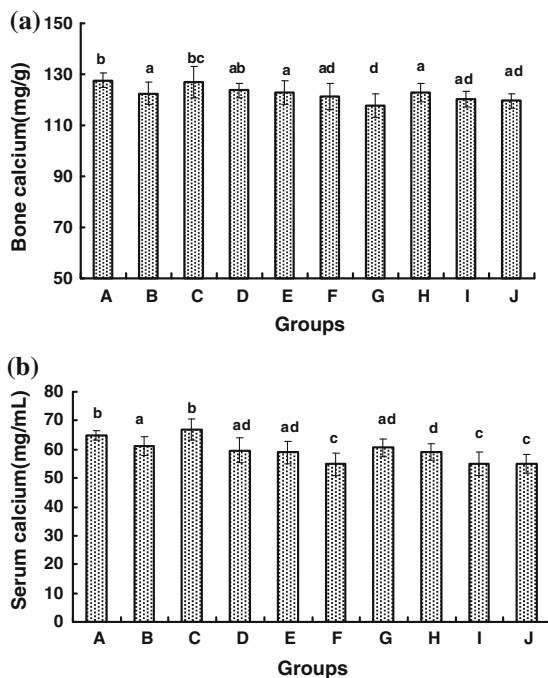 (a)
Bone calcium(mg/g)
150
130
110
90
70
50
b a bc ab a ad d a ad ad
A B C D E F G H I J
Groups
(b)
Serum calcium(mg/mL)
80
70
60
50
40
30
20
10
0
b a b ad ad c ad d c c
A B C D E F G H I J
Groups